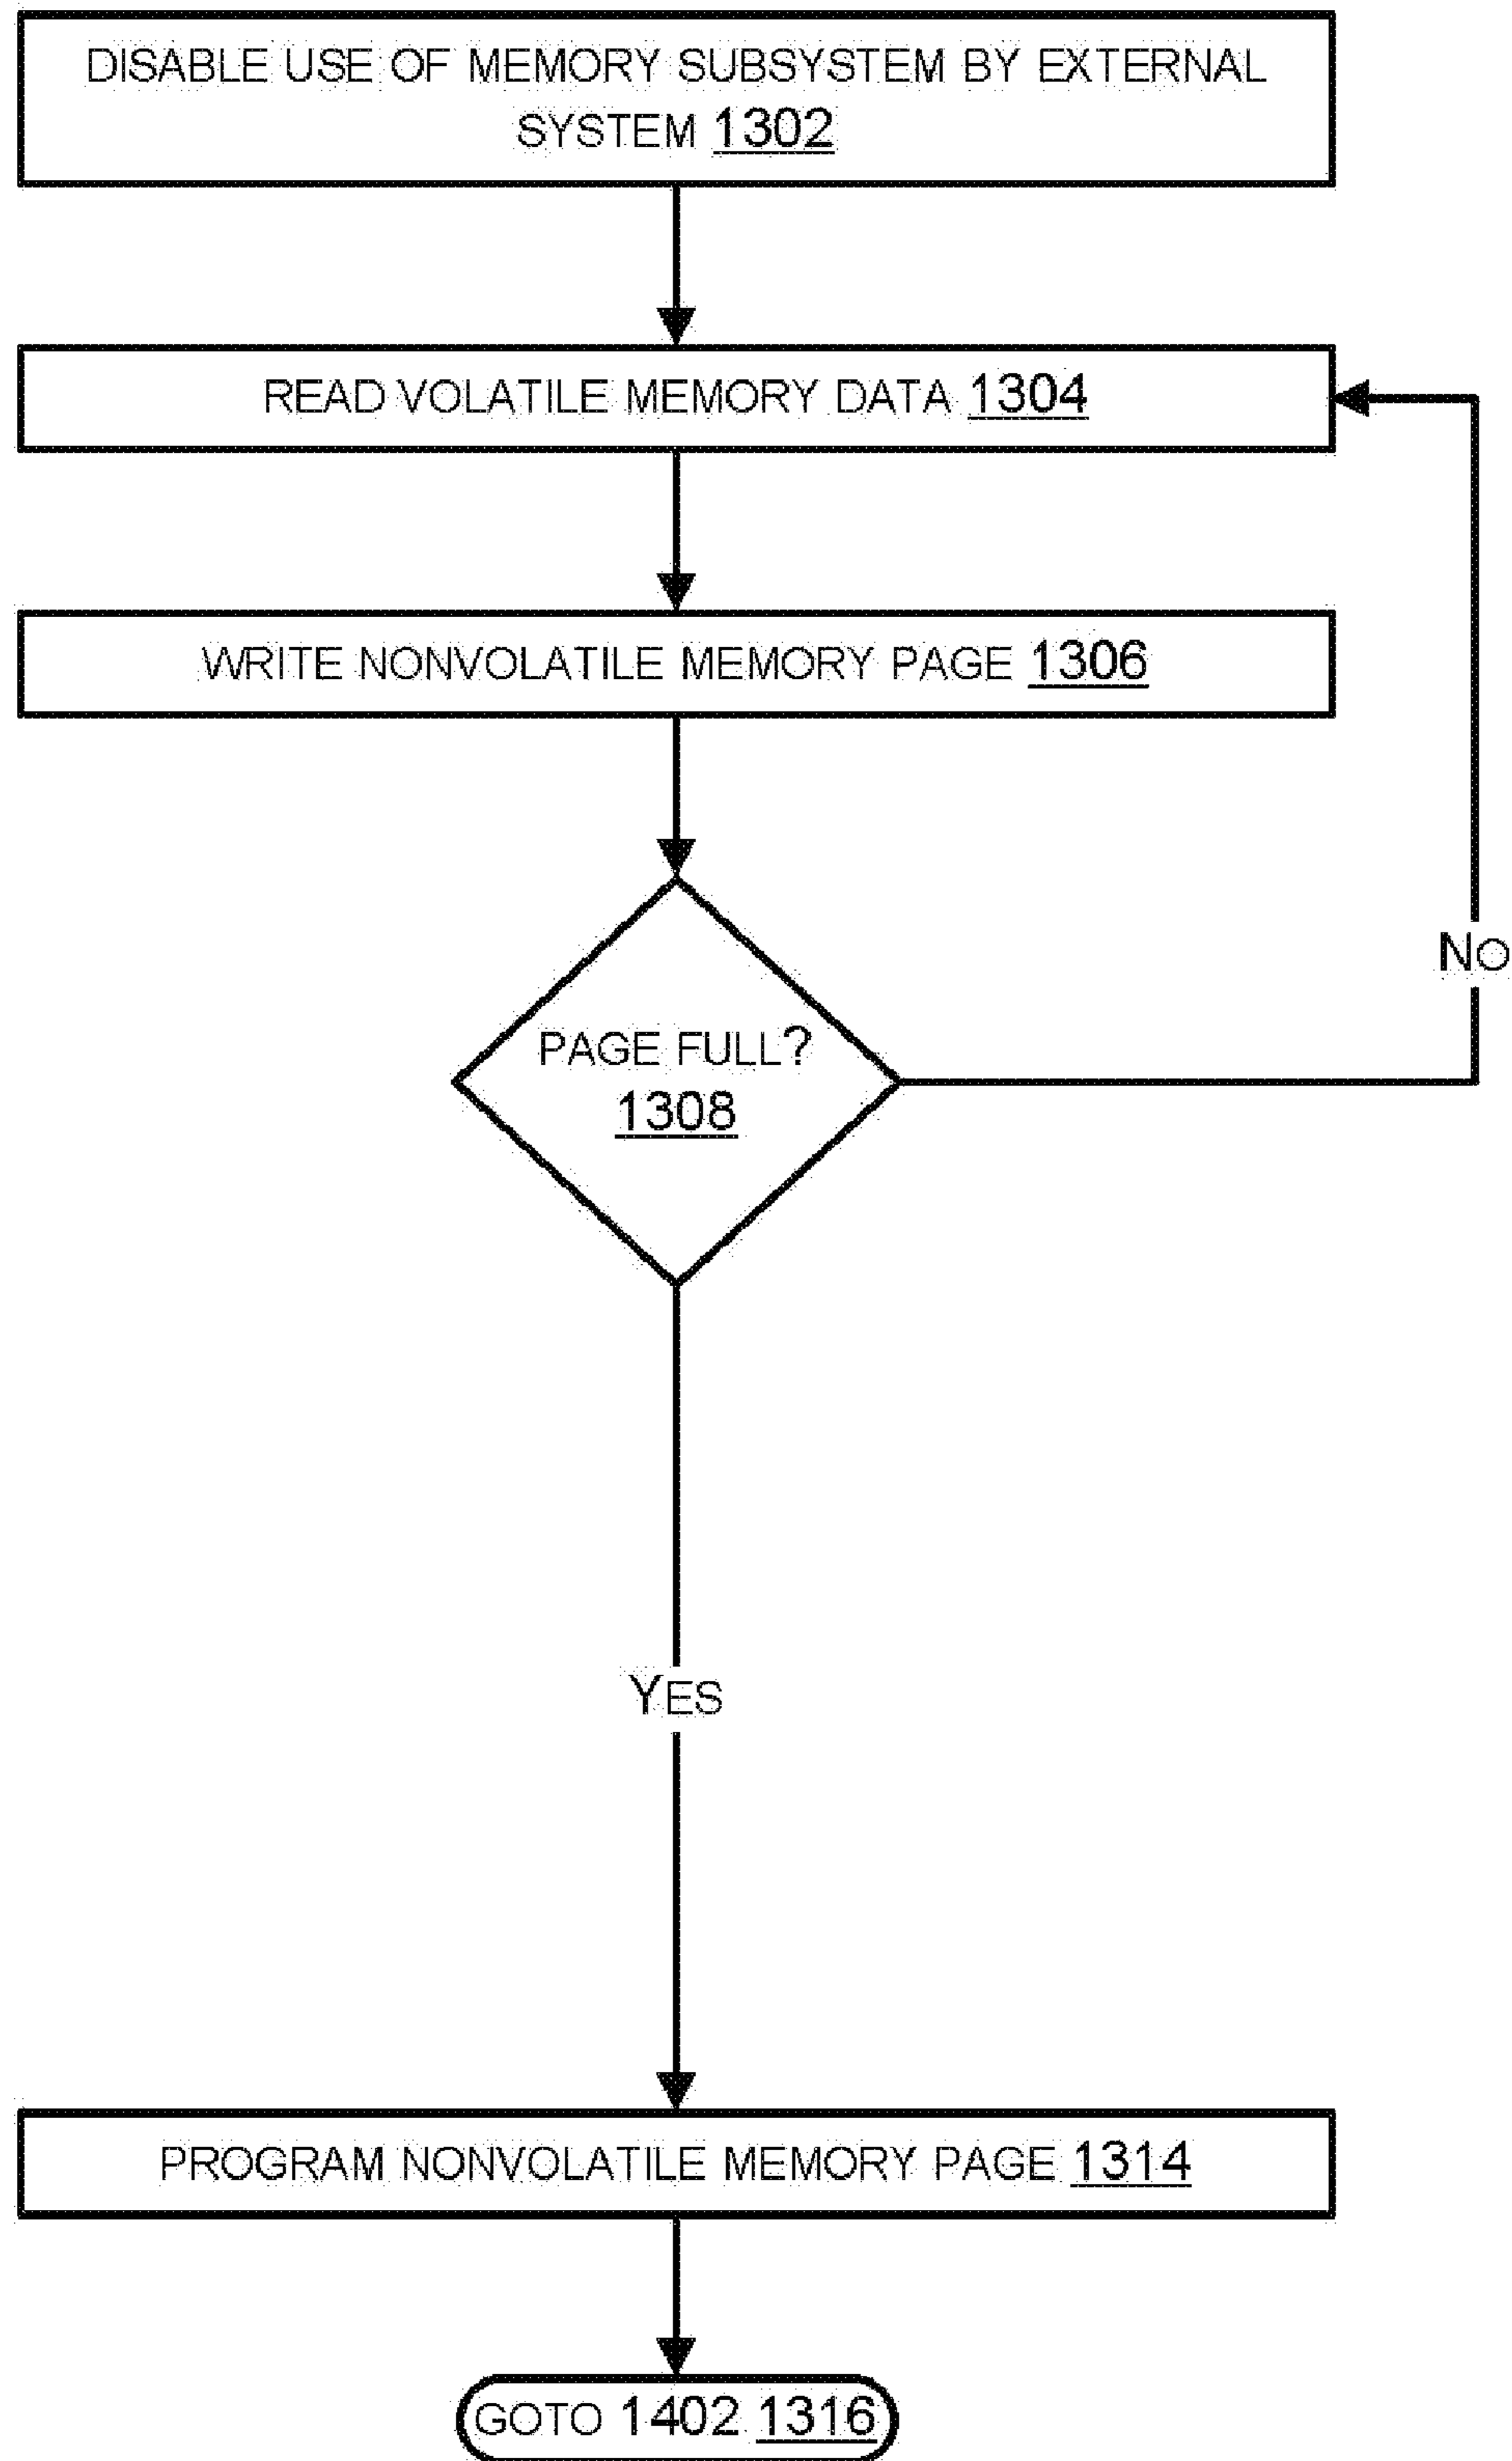 DISABLE USE OF MEMORY SUBSYSTEM BY EXTERNAL
SYSTEM 1302
READ VOLATILE MEMORY DATA 1304
WRITE NONVOLATILE MEMORY PAGE 1306
NO
PAGE FULL?
1308
YES
PROGRAM NONVOLATILE MEMORY PAGE 1314
GOTO 1402 1316